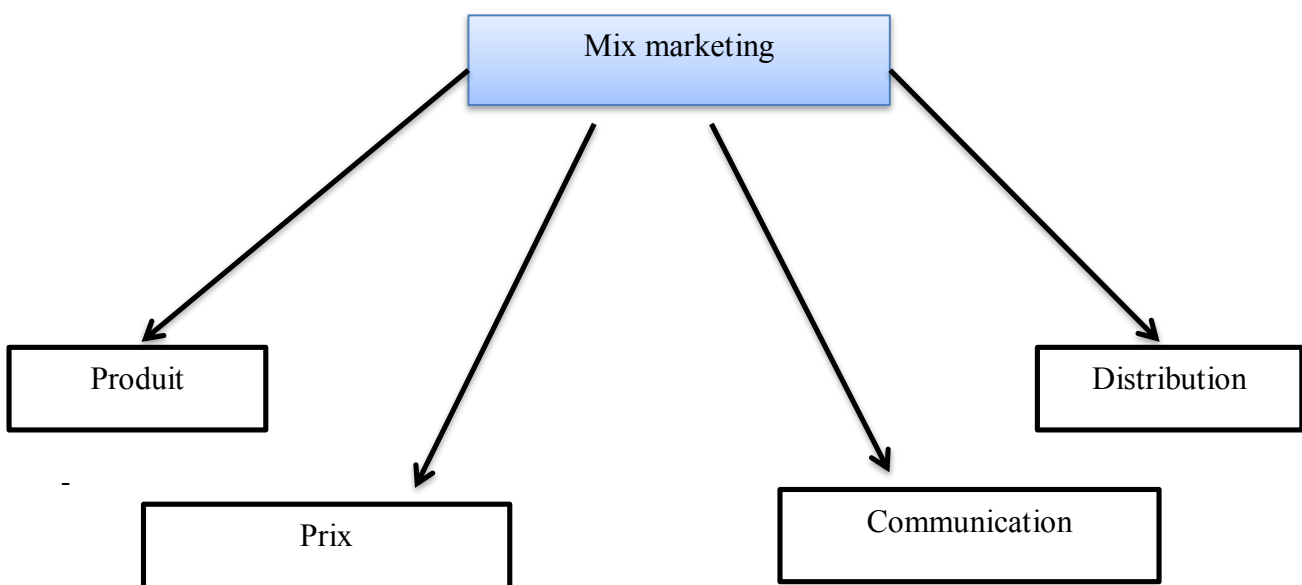 Mix marketing
Produit
Distribution
-
Prix
Communication